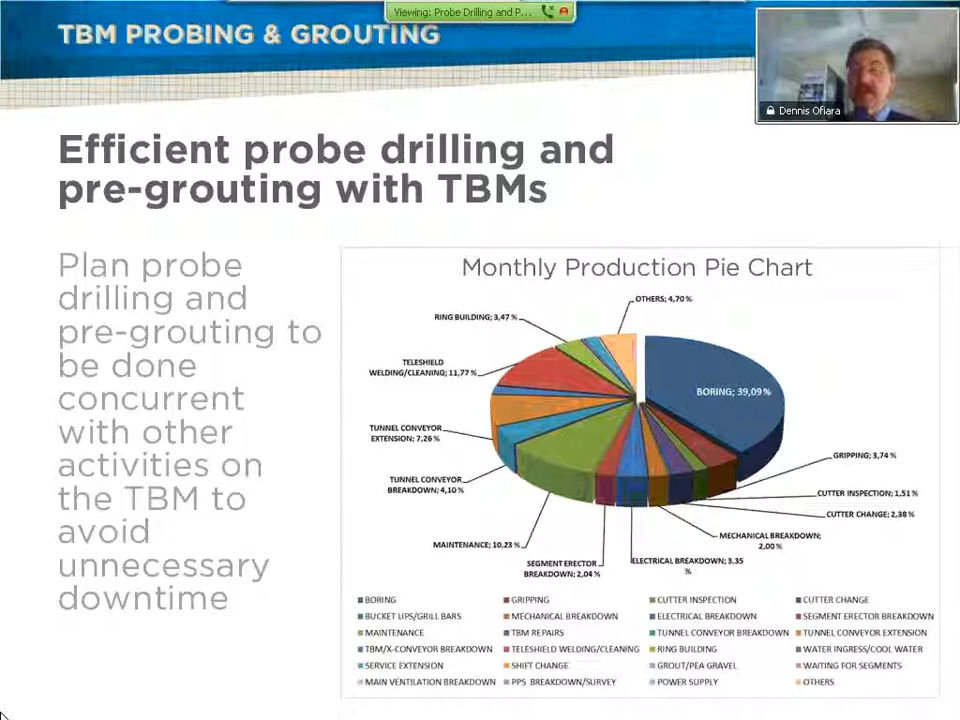 Viewing: Probe Drilling and P...
TBM PROBING & GROUTING
Dennis Ofiara
Efficient probe drilling and
pre-grouting with TBMs
Plan probe
drilling and
pre-grouting to
be done
concurrent
with other
activities on
the TBM to
avoid
unnecessary
downtime
Monthly Production Pie Chart
OTHERS; 4,70 %
RING BUILDING; 3,47 %
TELESHIELD
WELDING/CLEANING; 11,77 %
BORING; 39,09 %
TUNNEL CONVEYOR
EXTENSION; 7,26 %
GRIPPING; 3,74 %
TUNNEL CONVEYOR
BREAKDOWN; 4,10 %
CUTTER INSPECTION; 1,51 %
CUTTER CHANGE; 2,38 %
MAINTENANCE; 10,23 %
MECHANICAL BREAKDOWN;
2,00 %
SEGMENT ERECTOR
BREAKDOWN; 2,04 %
ELECTRICAL BREAKDOWN; 3,35
%
BORING GRIPPING CUTTER INSPECTION CUTTER CHANGE
BUCKET LIPS/GRILL BARS MECHANICAL BREAKDOWN ELECTRICAL BREAKDOWN SEGMENT ERECTOR BREAKDOWN
MAINTENANCE TBM REPAIRS TUNNEL CONVEYOR BREAKDOWN TUNNEL CONVEYOR EXTENSION
TBM/X-CONVEYOR BREAKDOWN TELESHIELD WELDING/CLEANING RING BUILDING WATER INGRESS/COOL WATER
SERVICE EXTENSION SHIFT CHANGE GROUT/PEA GRAVEL WAITING FOR SEGMENTS
MAIN VENTILATION BREAKDOWN PPS BREAKDOWN/SURVEY POWER SUPPLY OTHERS